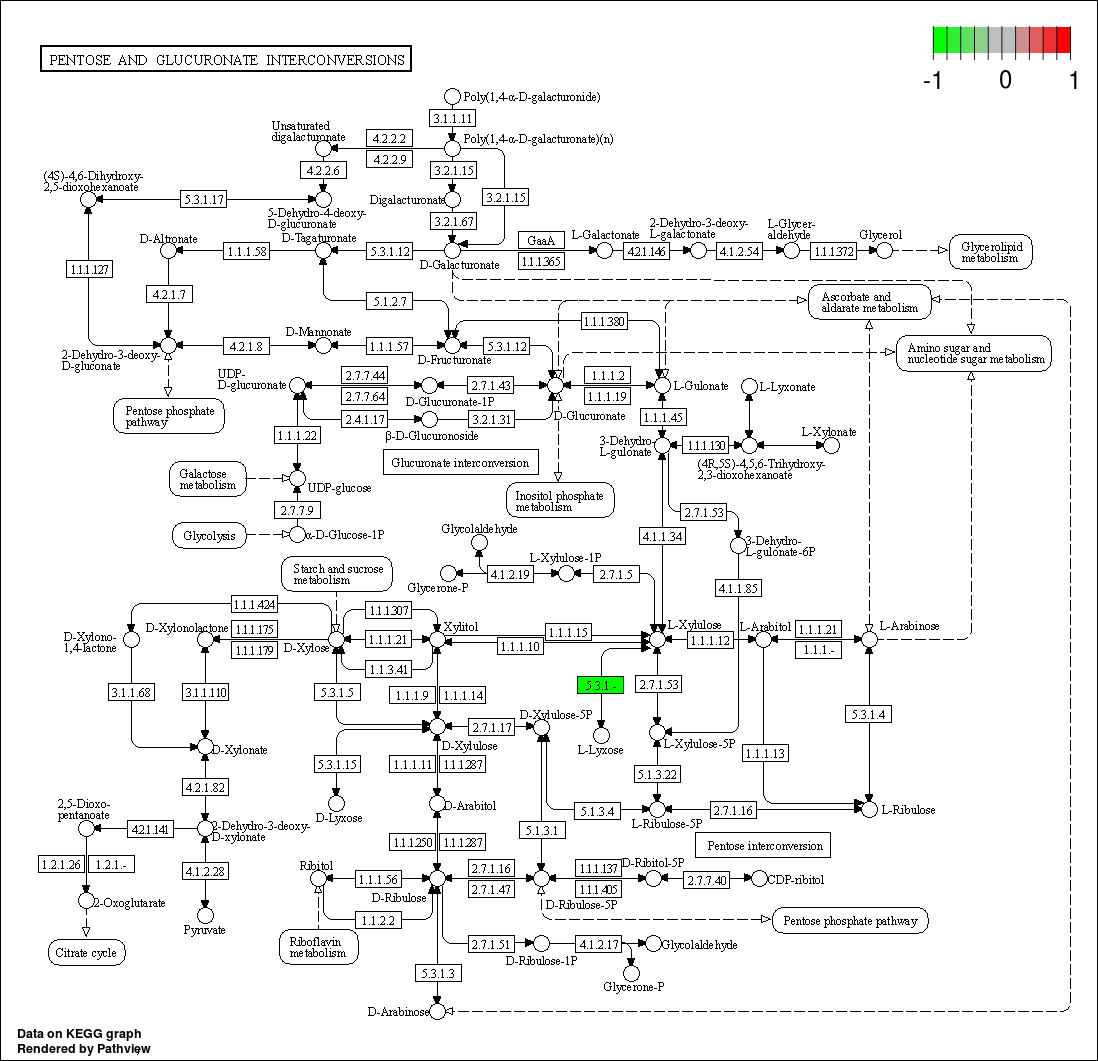 PENTOSE AND GLUCURONATE INTERCONVERSIONS
-1
0
1
Poly(1,4-α-D-galacturonide)
3.1.1.11
Unsaturated
digalacturonate
4.2.2.2
4.2.2.9
Poly(1,4-α-D-galacturonate)(n)
4.2.2.6
3.2.1.15
3.2.1.15
(4S)-4,6-Dihydroxy-
2,5-dioxohexanoate
5.3.1.17
5-Dehydro-4-deoxy-
D-glucuronate
Digalacturonate
3.2.1.67
D-Altronate
1.1.1.58
D-Tagaturonate
5.3.1.12
D-Galacturonate
GaaA
1.1.1365
L-Galactonate
4.2.1.146
2-Dehydro-3-deoxy-
L-galactonate
4.1.2.54
L-Glycer-
aldehyde
1.1.1372
Glycerol
Glycerolipid
metabolism
1.1.1.127
4.2.1.7
5.1.2.7
Ascorbate and
aldarate metabolism
1.1.1.380
2-Dehydro-3-deoxy-
D-gluconate
4.2.1.8
D-Mannonate
1.1.1.57
D-Fructuronate
5.3.1.12
Amino sugar and
nucleotide sugar metabolism
Pentose phosphate
pathway
UDP-
D-glucuronate
2.7.7.44
2.7.7.64
D-Glucuronate-1P
2.7.1.43
D-Glucuronate
1.1.1.2
1.1.1.19
L-Gulonate
L-Lyxonate
2.4.1.17
β-D-Glucuronoside
3.2.1.31
1.1.1.45
1.1.1.22
Glucuronate interconversion
3-Dehydro-
L-gulonate
1.1.1.130
L-Xylonate
(4R,5S)-4,5,6-Trihydroxy-
2,3-dioxohexanoate
Galactose
metabolism
UDP-glucose
Inositol phosphate
metabolism
2.7.7.9
2.7.1.53
Glycolysis
α-D-Glucose-1P
Glycolaldehyde
4.1.1.34
3-Dehydro-
L-gulonate-6P
Starch and sucrose
metabolism
Glycerone-P
4.1.2.19
L-Xylulose-1P
2.7.1.5
4.1.1.85
1.1.1.424
1.1.1307
D-Xylono-
1,4-lactone
D-Xylonolactone
1.1.1.175
1.1.1.179
D-Xylose
1.1.1.21
Xylitol
1.1.1.15
1.1.1.10
L-Xylulose
1.1.1.12
L-Arabitol
1.1.1.21
1.1.1.-
L-Arabinose
1.1.3.41
3.1.1.68
3.1.1.110
5.3.1.5
1.1.1.9
1.1.1.14
5.3.1.-
2.7.1.53
5.3.1.4
D-Xylonate
D-Xylulose
2.7.1.17
D-Xylulose-5P
L-Lyxose
L-Xylulose-5P
1.1.1.13
5.3.1.15
1.1.1.11
1.1.1287
5.1.3.22
4.2.1.82
D-Lyxose
D-Arabitol
5.1.3.4
L-Ribulose-5P
2.7.1.16
L-Ribulose
2,5-Dioxo-
pentanoate
4.2.1.141
2-Dehydro-3-deoxy-
D-xylonate
1.1.1250
1.1.1287
5.3.1.1
Pentose interconversion
1.2.1.26
1.2.1.-
4.1.2.28
Ribitol
1.1.1.56
D-Ribulose
2.7.1.16
2.7.1.47
1.1.1.137
1.1.1.405
D-Ribitol-5P
2.7.7.40
CDP-ribitol
D-Ribulose-5P
2-Oxoglutarate
Pyruvate
1.1.2.2
Pentose phosphate pathway
Citrate cycle
Riboflavin
metabolism
2.7.1.51
D-Ribulose-1P
4.1.2.17
Glycolaldehyde
5.3.1.3
Glycerone-P
D-Arabinose
Data on KEGG graph
Rendered by Pathview